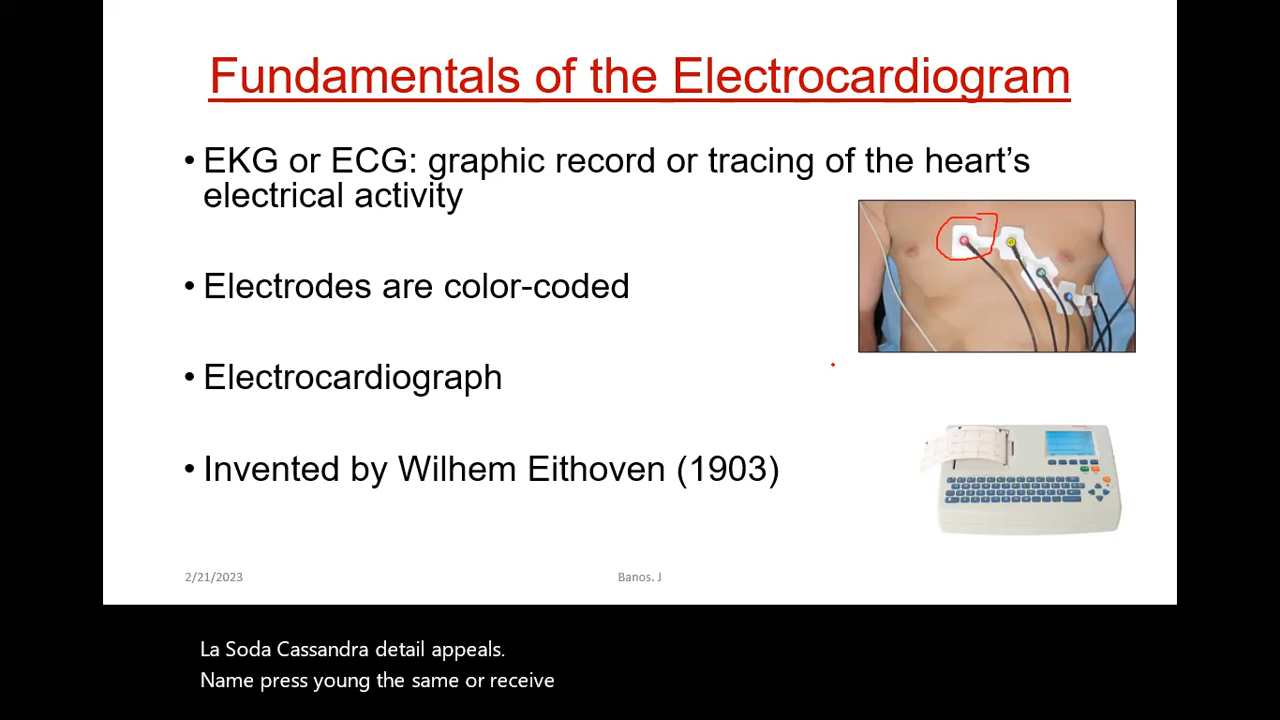 Fundamentals of the Electrocardiogram
• EKG or ECG: graphic record or tracing of the heart’s
electrical activity
• Electrodes are color-coded
• Electrocardiograph
• Invented by Wilhem Eithoven (1903)
2/21/2023
Banos. J
La Soda Cassandra detail appeals.
Name press young the same or receive